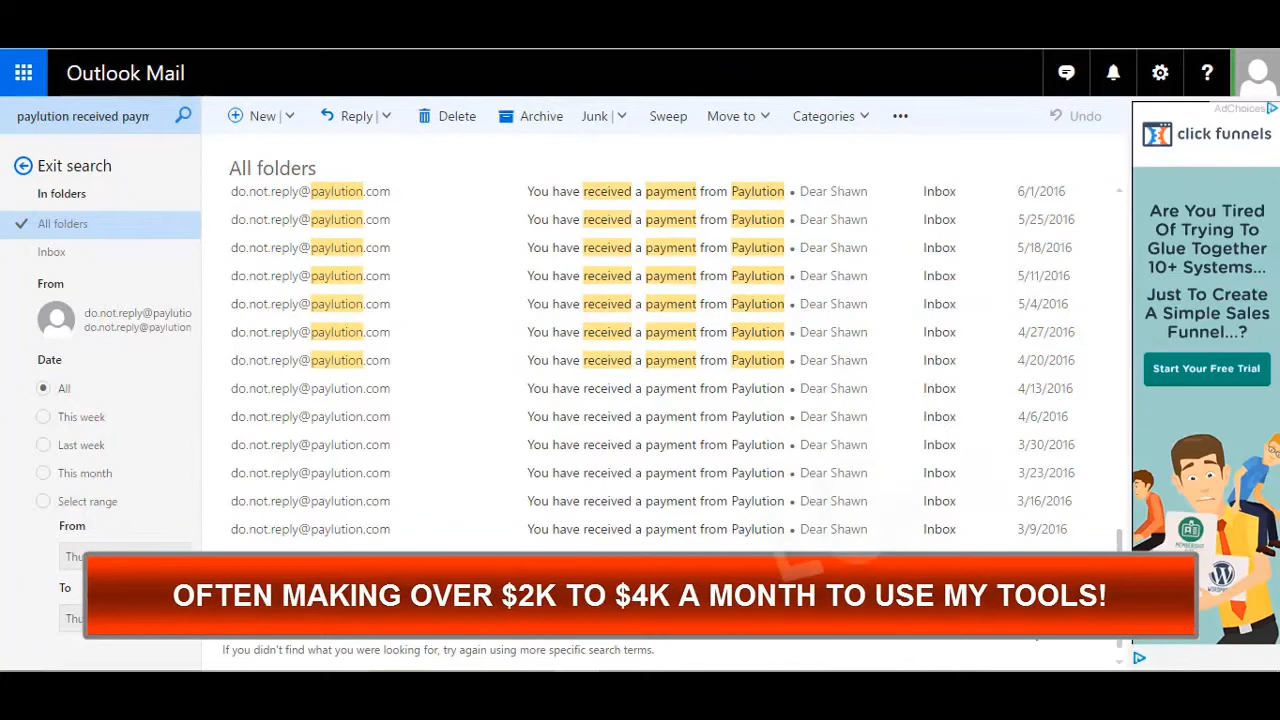 Outlook Mail
AdChoices
paylution received paym
New
Reply
Delete
Archive
Junk
Sweep
Move to
Categories
Undo
click funnels
Exit search
In folders
All folders
Inbox
From
do.not.reply@paylutio
do.not.reply@paylution
Date
All
This week
Last week
This month
Select range
From
Thu
To
Thu
All folders
do.not.reply@paylution.com You have received a payment from Paylution • Dear Shawn Inbox 6/1/2016
do.not.reply@paylution.com You have received a payment from Paylution • Dear Shawn Inbox 5/25/2016
do.not.reply@paylution.com You have received a payment from Paylution • Dear Shawn Inbox 5/18/2016
do.not.reply@paylution.com You have received a payment from Paylution • Dear Shawn Inbox 5/11/2016
do.not.reply@paylution.com You have received a payment from Paylution • Dear Shawn Inbox 5/4/2016
do.not.reply@paylution.com You have received a payment from Paylution • Dear Shawn Inbox 4/27/2016
do.not.reply@paylution.com You have received a payment from Paylution • Dear Shawn Inbox 4/20/2016
do.not.reply@paylution.com You have received a payment from Paylution • Dear Shawn Inbox 4/13/2016
do.not.reply@paylution.com You have received a payment from Paylution • Dear Shawn Inbox 4/6/2016
do.not.reply@paylution.com You have received a payment from Paylution • Dear Shawn Inbox 3/30/2016
do.not.reply@paylution.com You have received a payment from Paylution • Dear Shawn Inbox 3/23/2016
do.not.reply@paylution.com You have received a payment from Paylution • Dear Shawn Inbox 3/16/2016
do.not.reply@paylution.com You have received a payment from Paylution • Dear Shawn Inbox 3/9/2016
Are You Tired
Of Trying To
Glue Together
10+ Systems...
Just To Create
A Simple Sales
Funnel...?
Start Your Free Trial
OFTEN MAKING OVER $2K TO $4K A MONTH TO USE MY TOOLS!
If you didn't find what you were looking for, try again using more specific search terms.